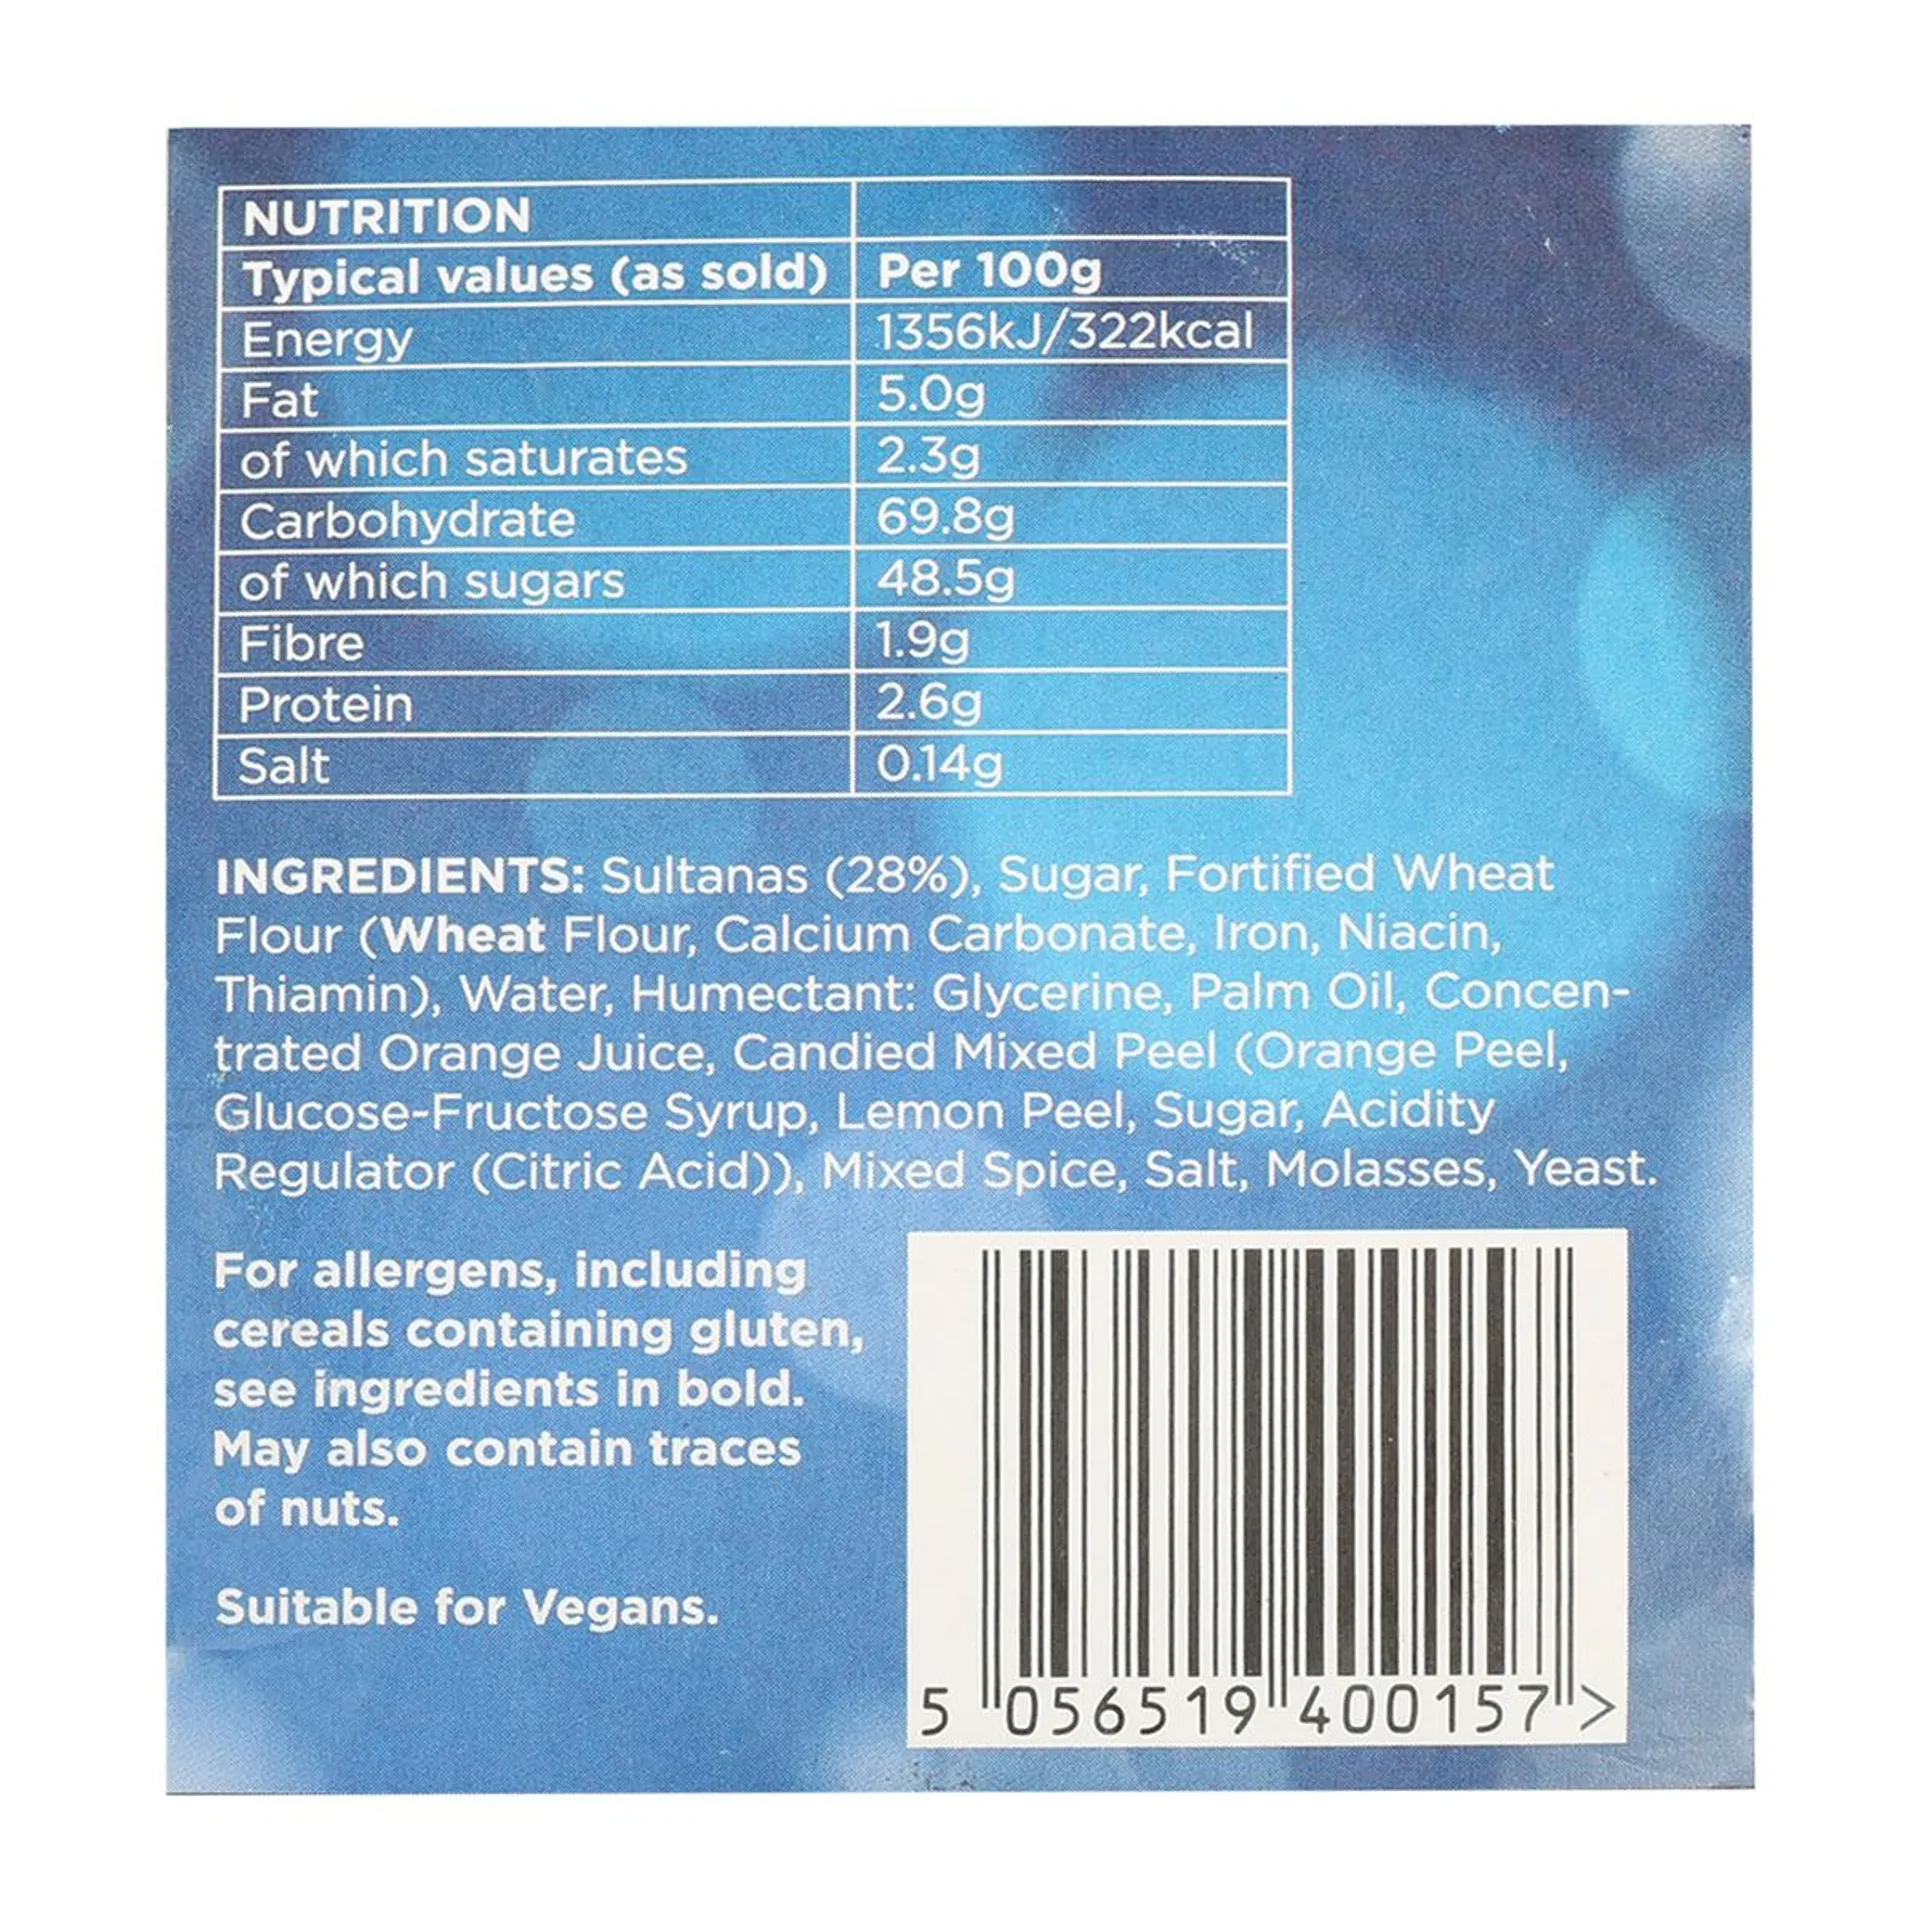 NUTRITION
Typical values (as sold) Per 100g
Energy 1356kJ/322kcal
Fat 5.0g
of which saturates 2.3g
Carbohydrate 69.8g
of which sugars 48.5g
Fibre 1.9g
Protein 2.6g
Salt 0.14g
INGREDIENTS: Sultanas (28%), Sugar, Fortified Wheat
Flour (Wheat Flour, Calcium Carbonate, Iron, Niacin,
Thiamin), Water, Humectant: Glycerine, Palm Oil, Concen-
trated Orange Juice, Candied Mixed Peel (Orange Peel,
Glucose-Fructose Syrup, Lemon Peel, Sugar, Acidity
Regulator (Citric Acid)), Mixed Spice, Salt, Molasses, Yeast.
For allergens, including
cereals containing gluten,
see ingredients in bold.
May also contain traces
of nuts.
Suitable for Vegans.
5 056519 400157 >